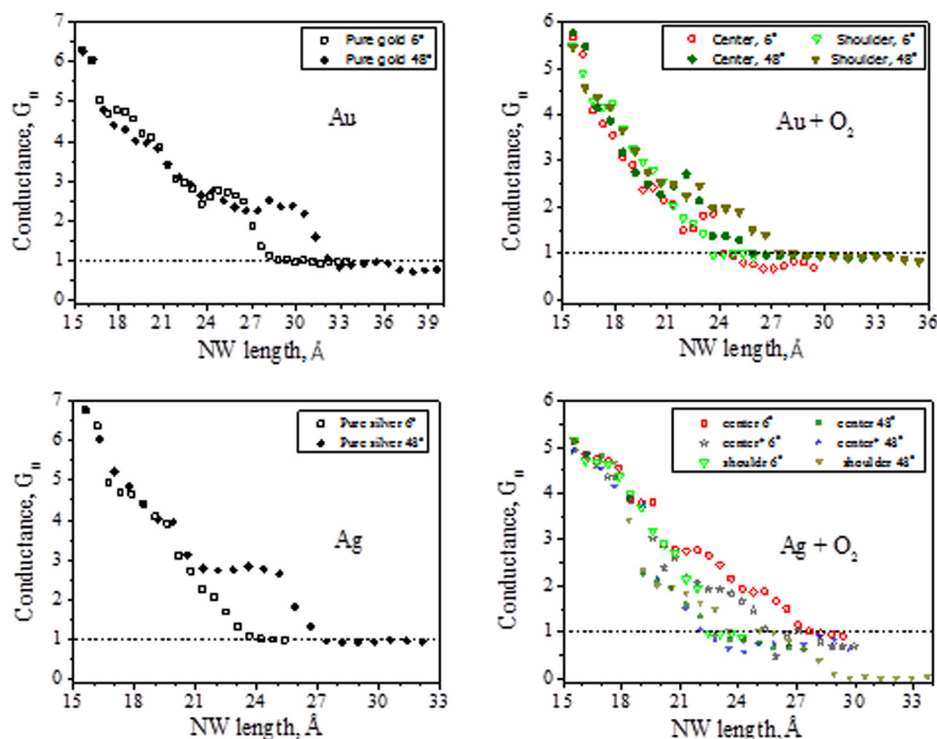 7
6
5
4
3
2
1
0
Conductance, G₀
Pure gold 6°
Pure gold 48°
Au
15 18 21 24 27 30 33 36 39
NW length, Å
6
5
4
3
2
1
0
Conductance, G₀
Center, 6° Shoulder, 6°
Center, 48° Shoulder, 48°
Au + O₂
15 18 21 24 27 30 33 36
NW length, Å
7
6
5
4
3
2
1
0
Conductance, G₀
Pure silver 6°
Pure silver 48°
Ag
15 18 21 24 27 30 33
NW length, Å
6
5
4
3
2
1
0
Conductance, G₀
center 6° center 48°
center* 6° center* 48°
shouldr 6° shoulder 48°
Ag + O₂
15 18 21 24 27 30 33
NW length, Å